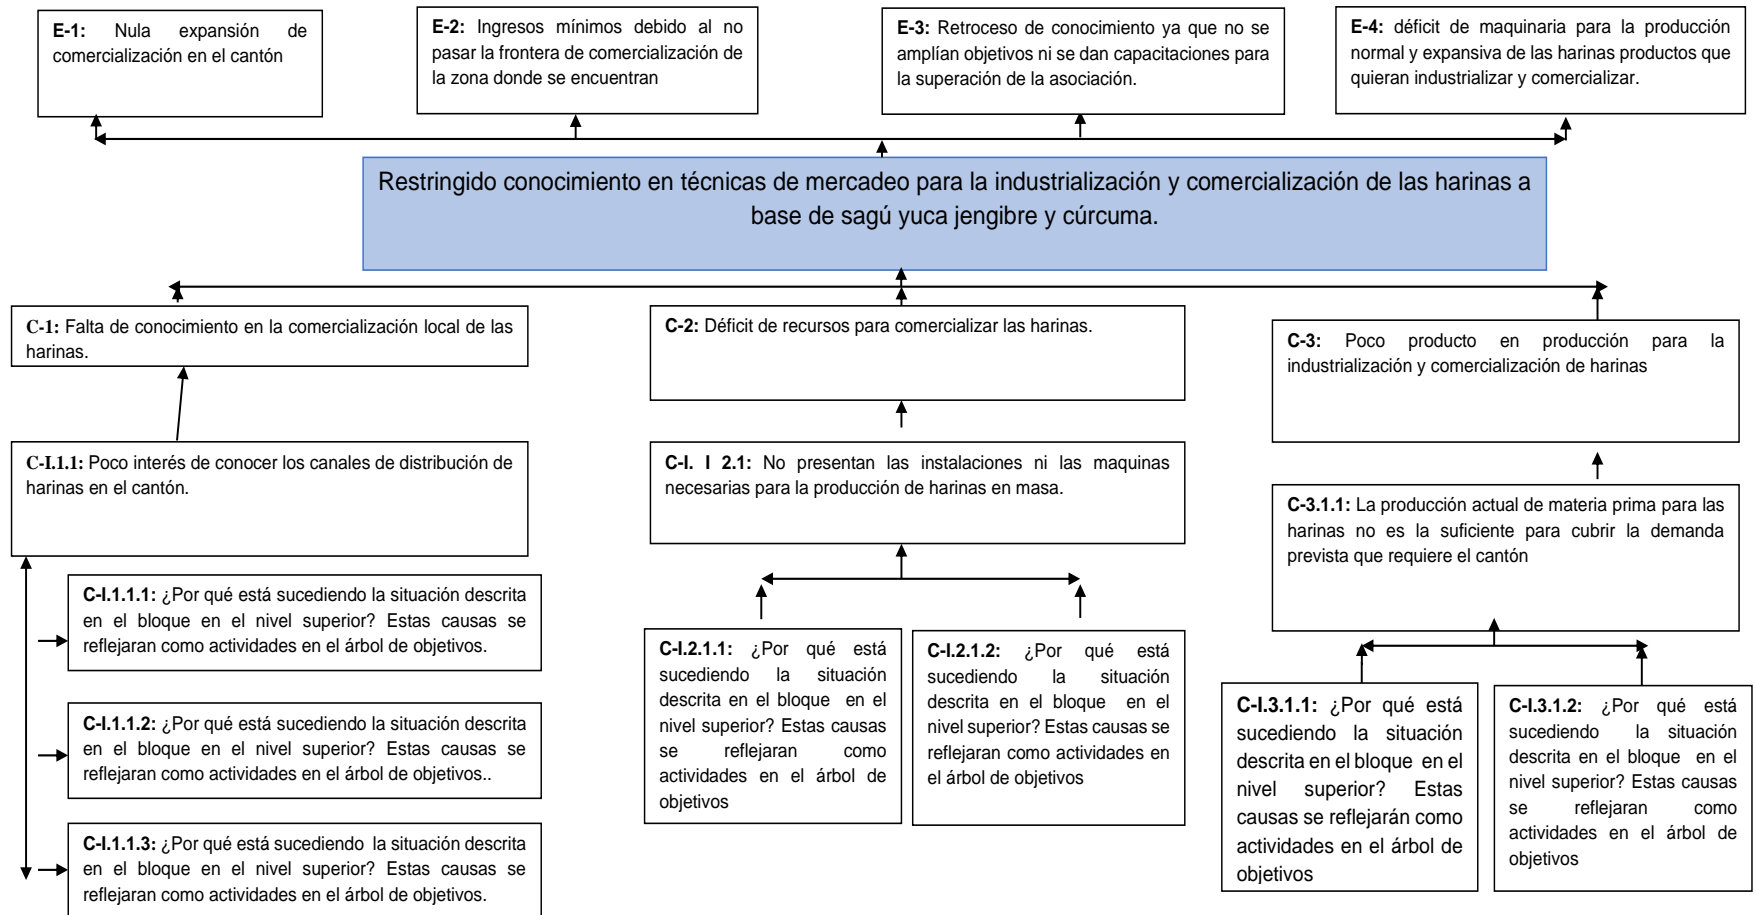 E-1: Nula expansión de
comercialización en el cantón
E-2: Ingresos mínimos debido al no
pasar la frontera de comercialización de
la zona donde se encuentran
E-3: Retroceso de conocimiento ya que no se
amplían objetivos ni se dan capacitaciones para
la superación de la asociación.
E-4: déficit de maquinaria para la producción
normal y expansiva de las harinas productos que
quieran industrializar y comercializar.
Restringido conocimiento en técnicas de mercadeo para la industrialización y comercialización de las harinas a
base de sagú yuca jengibre y cúrcuma.
C-1: Falta de conocimiento en la comercialización local de las
harinas.
C-2: Déficit de recursos para comercializar las harinas.
C-3: Poco producto en producción para la
industrialización y comercialización de harinas
C-I.1.1: Poco interés de conocer los canales de distribución de
harinas en el cantón.
C-I. I 2.1: No presentan las instalaciones ni las maquinas
necesarias para la producción de harinas en masa.
C-3.1.1: La producción actual de materia prima para las
harinas no es la suficiente para cubrir la demanda
prevista que requiere el cantón
C-I.1.1.1: ¿Por qué está sucediendo la situación descrita
en el bloque en el nivel superior? Estas causas se
reflejaran como actividades en el árbol de objetivos.
C-I.1.1.2: ¿Por qué está sucediendo la situación descrita
en el bloque en el nivel superior? Estas causas se
reflejaran como actividades en el árbol de objetivos..
C-I.1.1.3: ¿Por qué está sucediendo la situación descrita
en el bloque en el nivel superior? Estas causas se
reflejaran como actividades en el árbol de objetivos.
C-I.2.1.1: ¿Por qué está
sucediendo la situación
descrita en el bloque en el
nivel superior? Estas causas
se reflejaran como
actividades en el árbol de
objetivos
C-I.2.1.2: ¿Por qué está
sucediendo la situación
descrita en el bloque en el
nivel superior? Estas causas se
reflejaran como actividades en
el árbol de objetivos
C-I.3.1.1: ¿Por qué está
sucediendo la situación
descrita en el bloque en el
nivel superior? Estas
causas se reflejarán como
actividades en el árbol de
objetivos
C-I.3.1.2: ¿Por qué está
sucediendo la situación
descrita en el bloque en el
nivel superior? Estas causas
se reflejaran como
actividades en el árbol de
objetivos